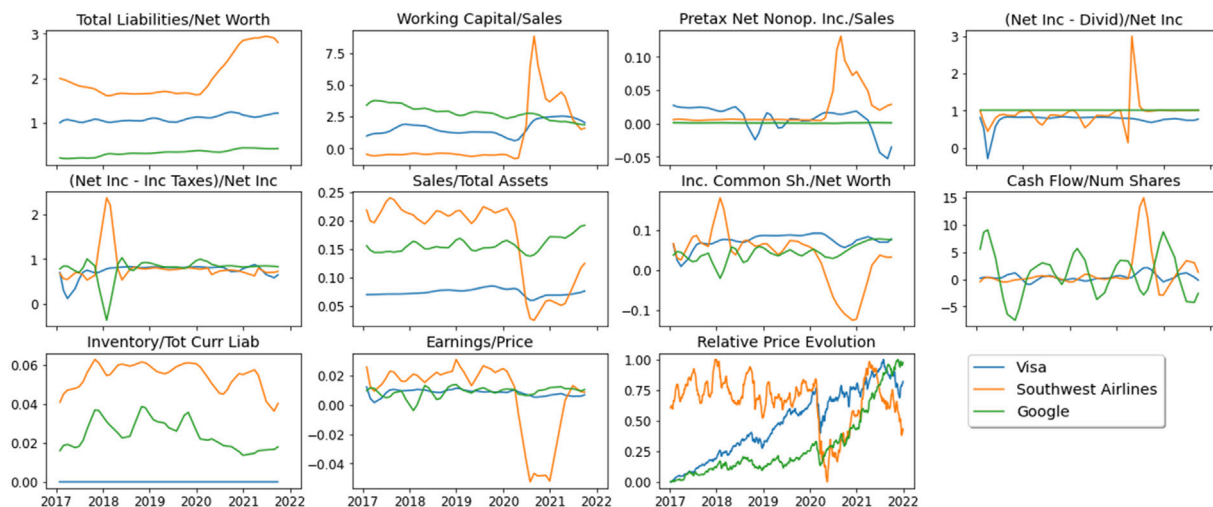 Total Liabilities/Net Worth
3
2
1
Working Capital/Sales
7.5
5.0
2.5
0.0
Pretax Net Nonop. Inc./Sales
0.10
0.05
0.00
−0.05
(Net Inc - Divid)/Net Inc
3
2
1
0
(Net Inc - Inc Taxes)/Net Inc
2
1
0
Sales/Total Assets
0.25
0.20
0.15
0.10
0.05
Inc. Common Sh./Net Worth
0.1
0.0
−0.1
Cash Flow/Num Shares
15
10
5
0
−5
Inventory/Tot Curr Liab
0.06
0.04
0.02
0.00
2017 2018 2019 2020 2021 2022
Earnings/Price
0.02
0.00
−0.02
−0.04
2017 2018 2019 2020 2021 2022
Relative Price Evolution
1.00
0.75
0.50
0.25
0.00
2017 2018 2019 2020 2021 2022
Visa
Southwest Airlines
Google